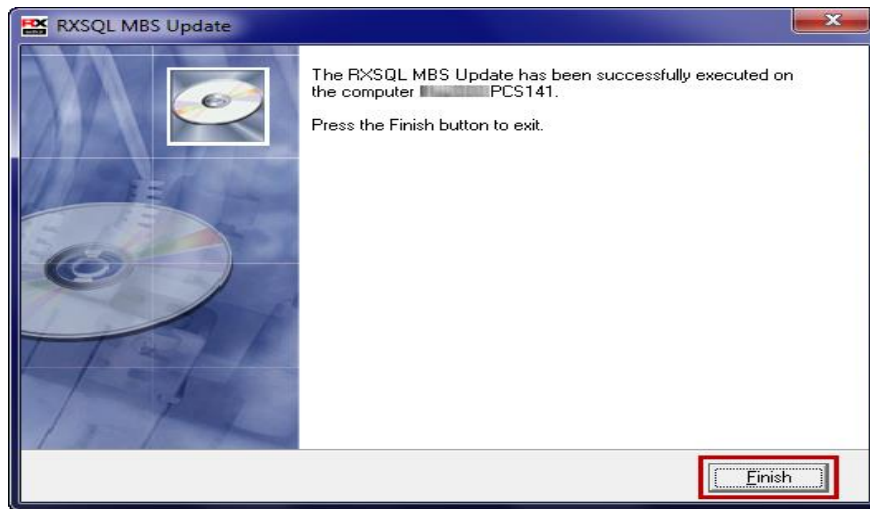 RX
RXSQL MBS Update
The RXSQL MBS Update has been successfully executed on
the computer PCS141.
Press the Finish button to exit.
Finish